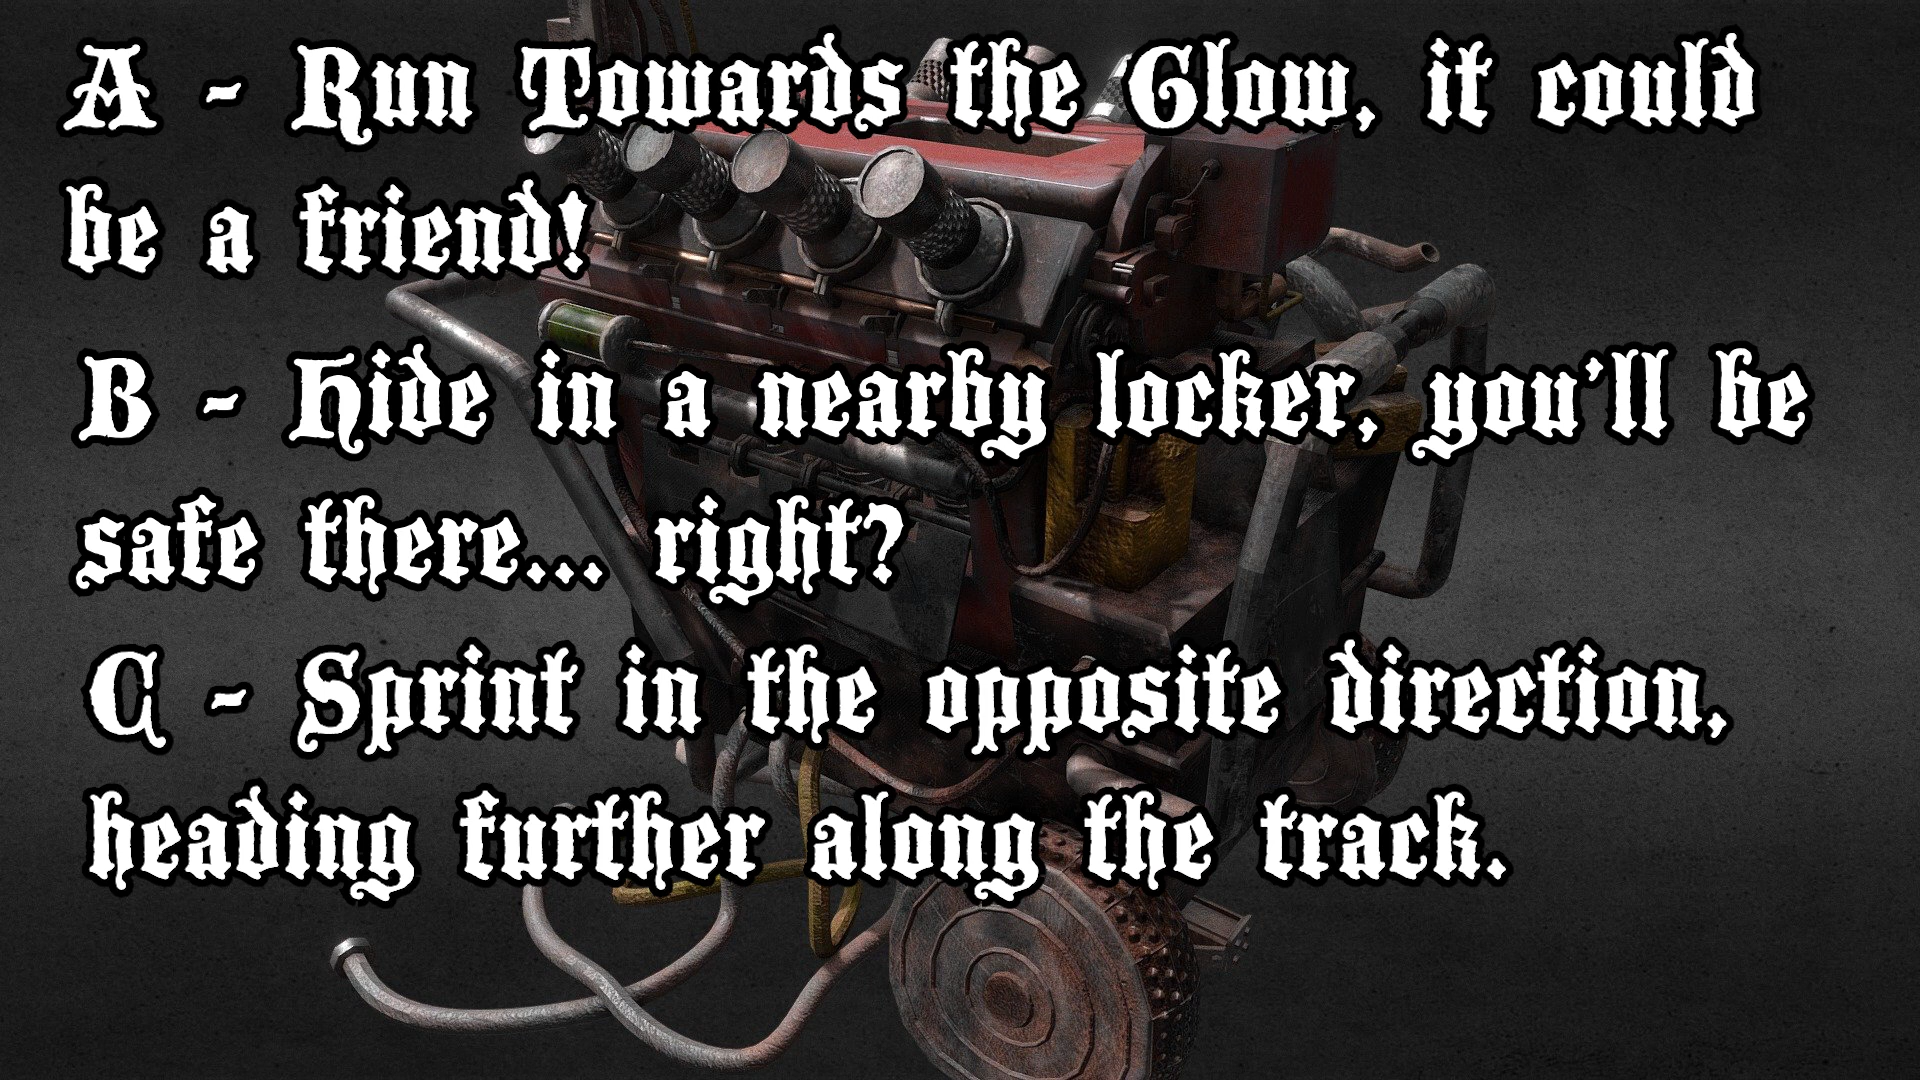 A - Run Towards the Glow, it could
be a friend!
B - Hide in a nearby locker, you'll be
safe there... right?
C - Sprint in the opposite direction,
heading further along the track.